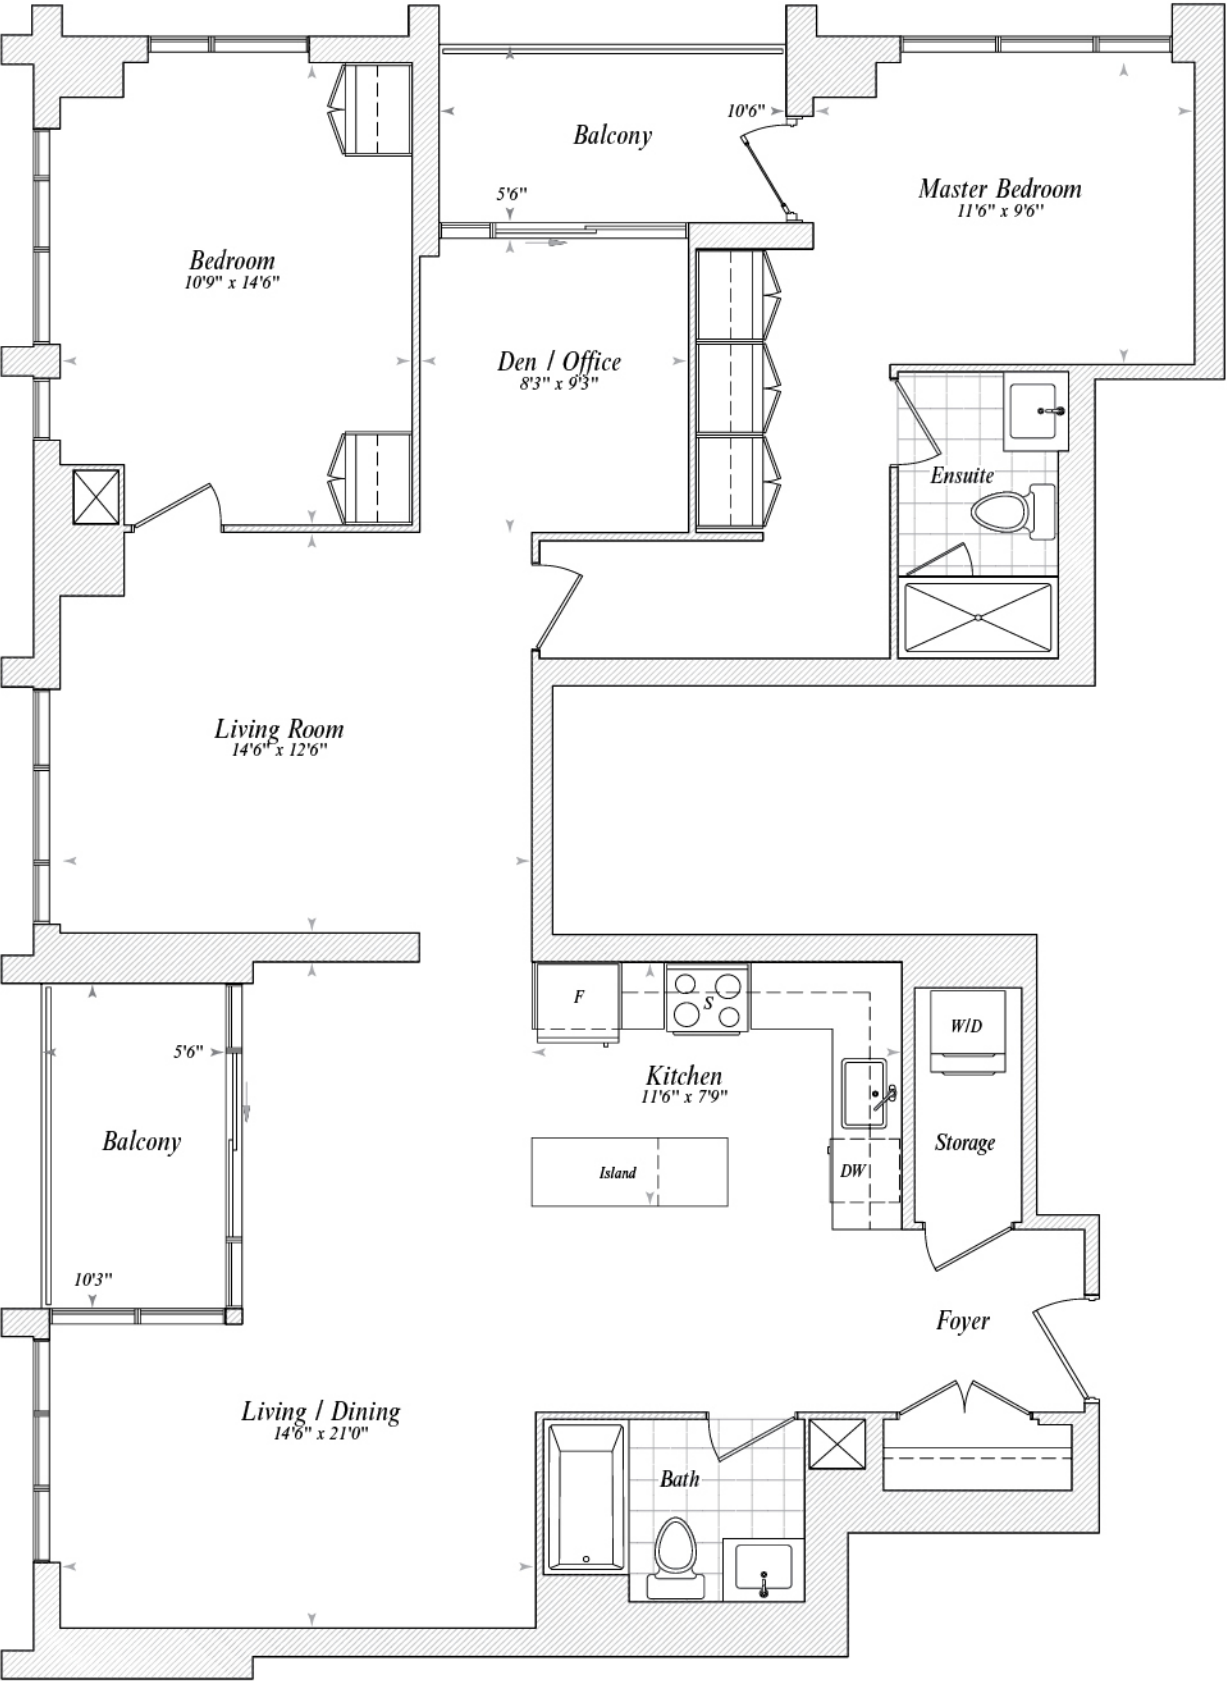 10'6"
Balcony
5'6"
Master Bedroom
11'6" x 9'6"
Bedroom
10'9" x 14'6"
Den / Office
8'3" x 9'3"
Ensuite
Living Room
14'6" x 12'6"
F
S
W/D
Kitchen
11'6" x 7'9"
5'6"
Balcony
10'3"
Island
DW
Storage
Foyer
Living / Dining
14'6" x 21'0"
Bath